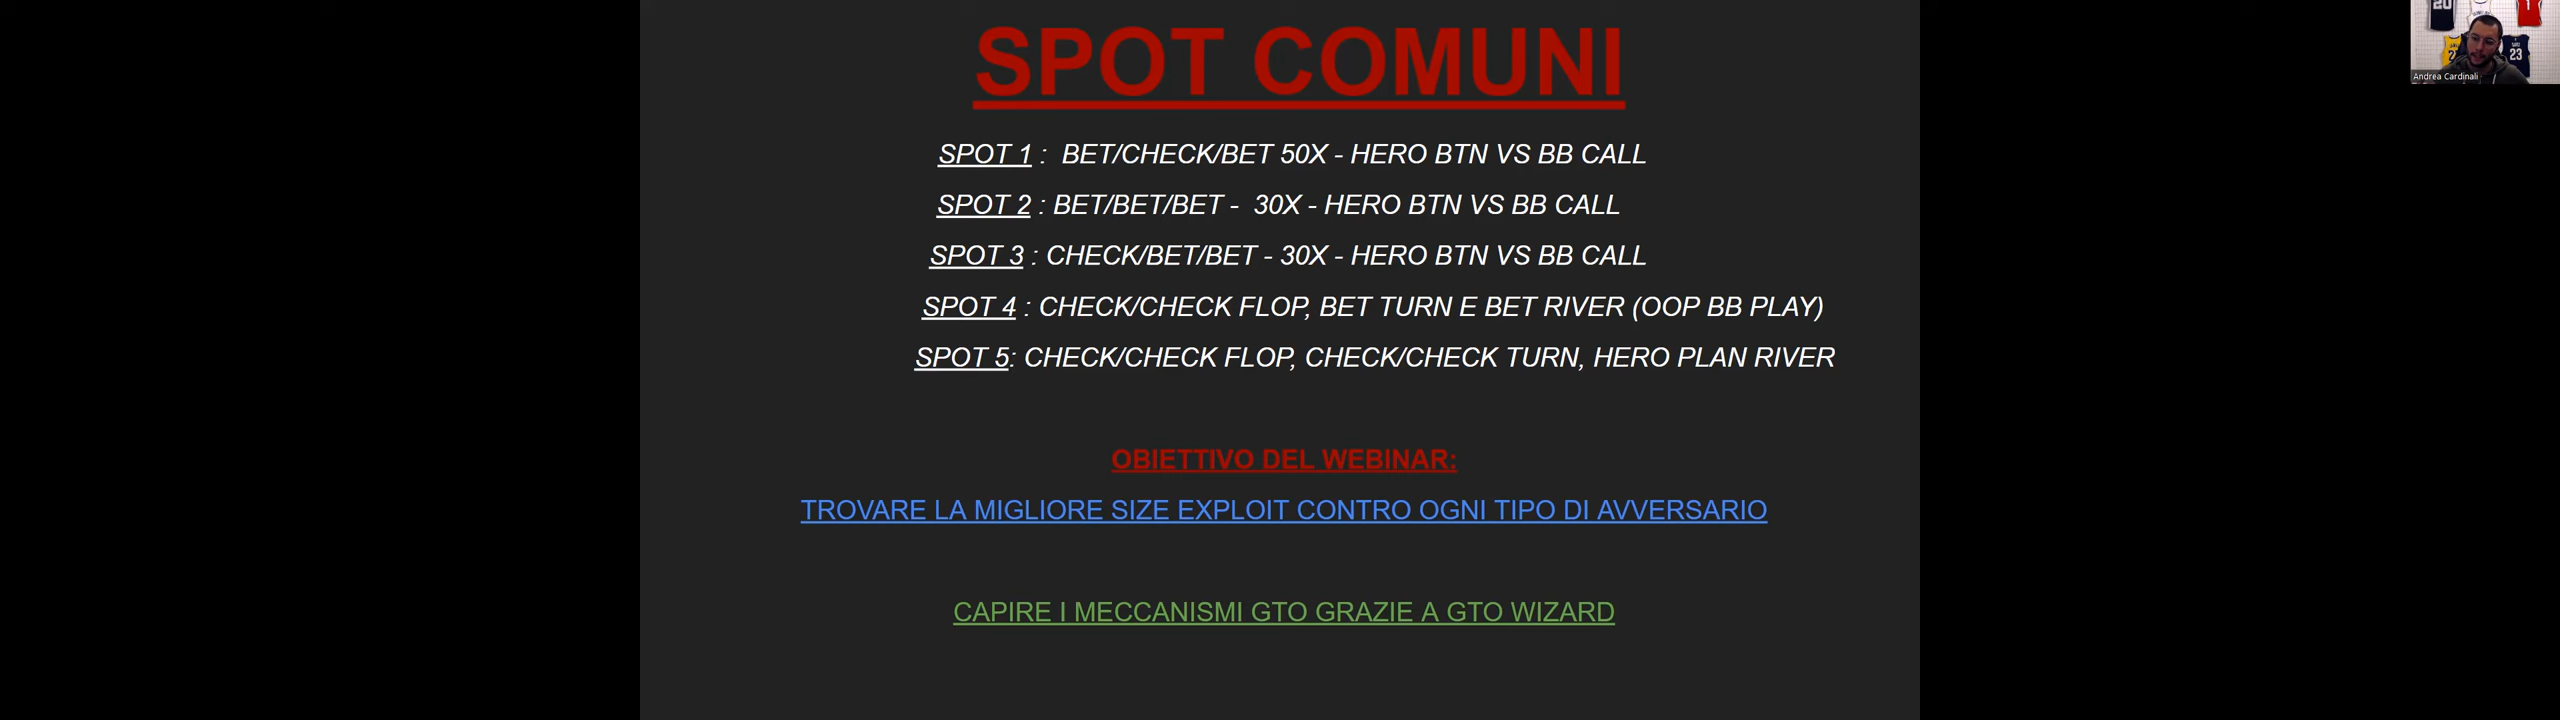 SPOT COMUNI
SPOT 1 : BET/CHECK/BET 50X - HERO BTN VS BB CALL
SPOT 2 : BET/BET/BET - 30X - HERO BTN VS BB CALL
SPOT 3 : CHECK/BET/BET - 30X - HERO BTN VS BB CALL
SPOT 4 : CHECK/CHECK FLOP, BET TURN E BET RIVER (OOP BB PLAY)
SPOT 5: CHECK/CHECK FLOP, CHECK/CHECK TURN, HERO PLAN RIVER
OBIETTIVO DEL WEBINAR:
TROVARE LA MIGLIORE SIZE EXPLOIT CONTRO OGNI TIPO DI AVVERSARIO
CAPIRE I MECCANISMI GTO GRAZIE A GTO WIZARD
20
1
23
Andrea Cardinali